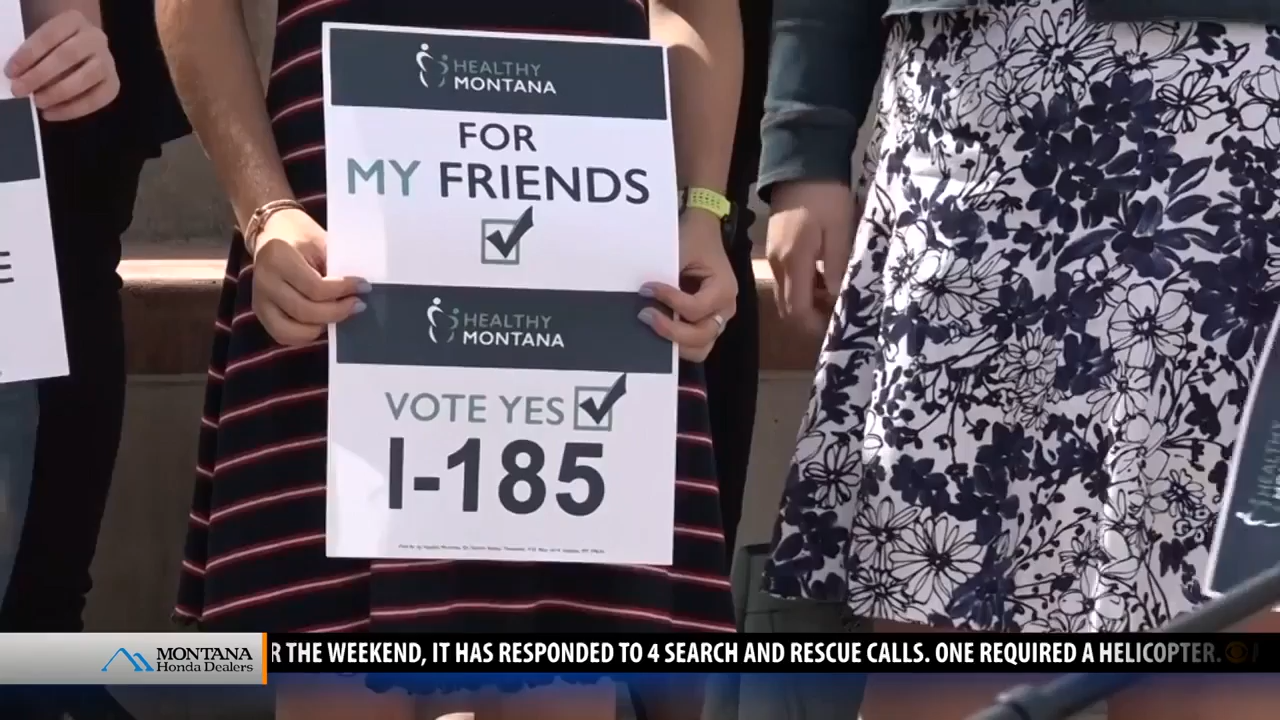 HEALTHY
MONTANA
FOR
MY FRIENDS
HEALTHY
MONTANA
VOTE YES
I-185
E
HEALTHY
MONTANA
Honda Dealers
R THE WEEKEND, IT HAS RESPONDED TO 4 SEARCH AND RESCUE CALLS. ONE REQUIRED A HELICOPTER.